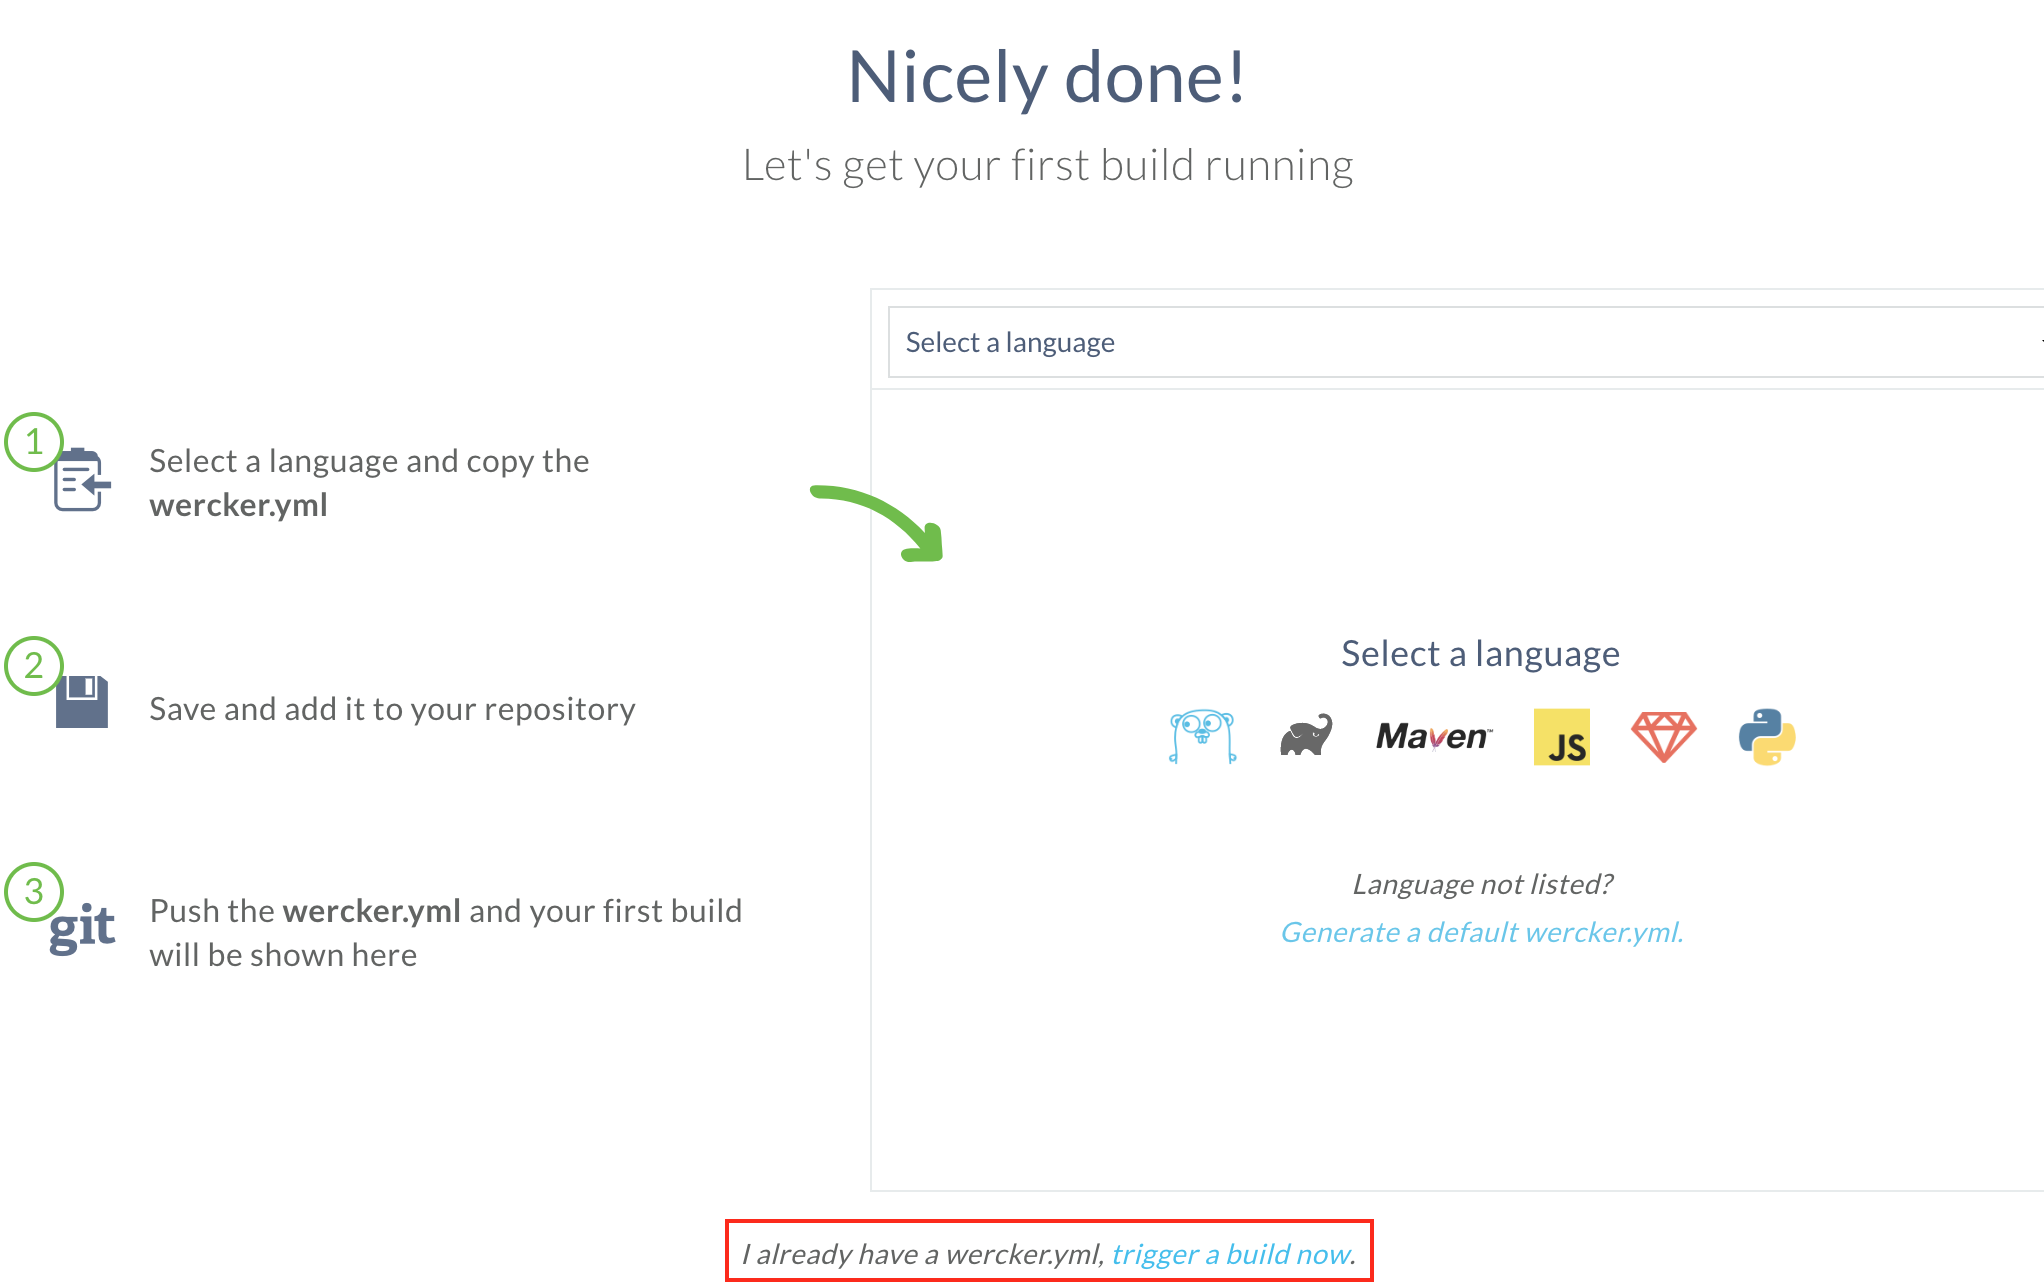 Nicely done!
Let's get your first build running
Select a language
1
Select a language and copy the
wercker.yml
2
Save and add it to your repository
3
git
Push the wercker.yml and your first build
will be shown here
Select a language
Maven™
JS
Language not listed?
Generate a default wercker.yml.
I already have a wercker.yml, trigger a build now.